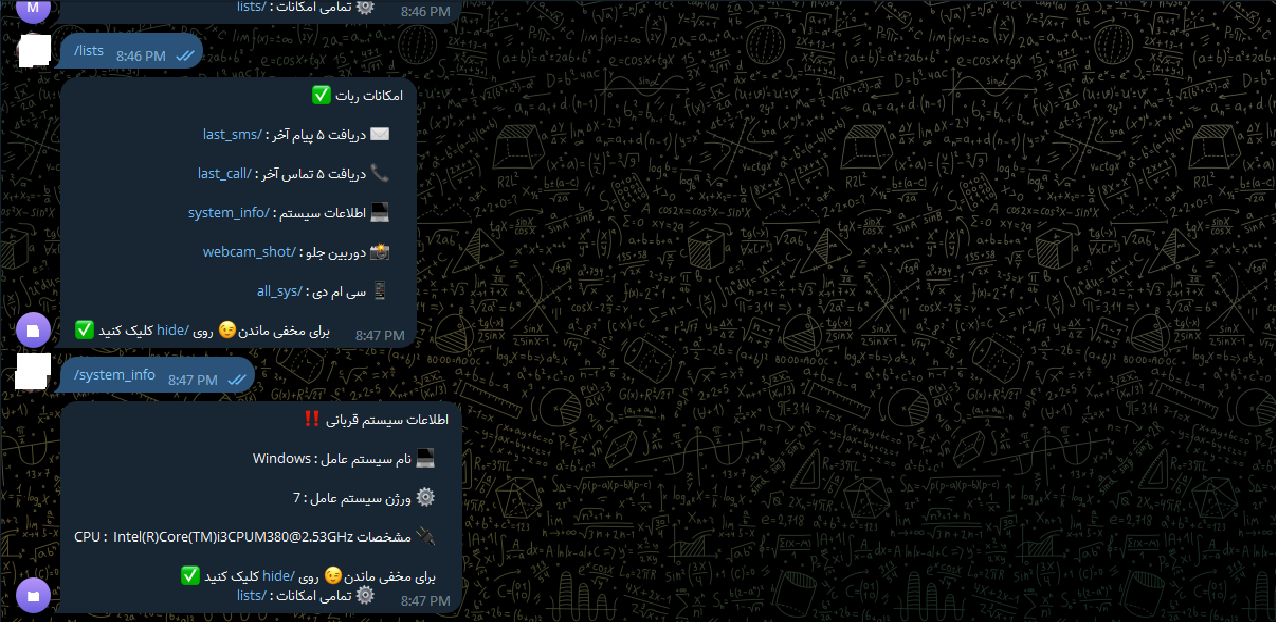 M
⚙️ تمامی امکانات : /lists
8:46 PM
/lists
8:46 PM
امکانات ربات ✅
✉️ دریافت ۵ پیام آخر : /last_sms
📞 دریافت ۵ تماس آخر : /last_call
💻 اطلاعات سیستم : /system_info
📸 دوربین جلو : /webcam_shot
📱 سی ام دی : /all_sys
برای مخفی ماندن😉 روی /hide کلیک کنید ✅
8:47 PM
/system_info
8:47 PM
اطلاعات سیستم قربانی ‼️
💻 نام سیستم عامل : Windows
⚙️ ورژن سیستم عامل : 7
🔌 مشخصات CPU : Intel(R)Core(TM)i3CPUM380@2.53GHz
برای مخفی ماندن😉 روی /hide کلیک کنید ✅
⚙️ تمامی امکانات : /lists
8:47 PM